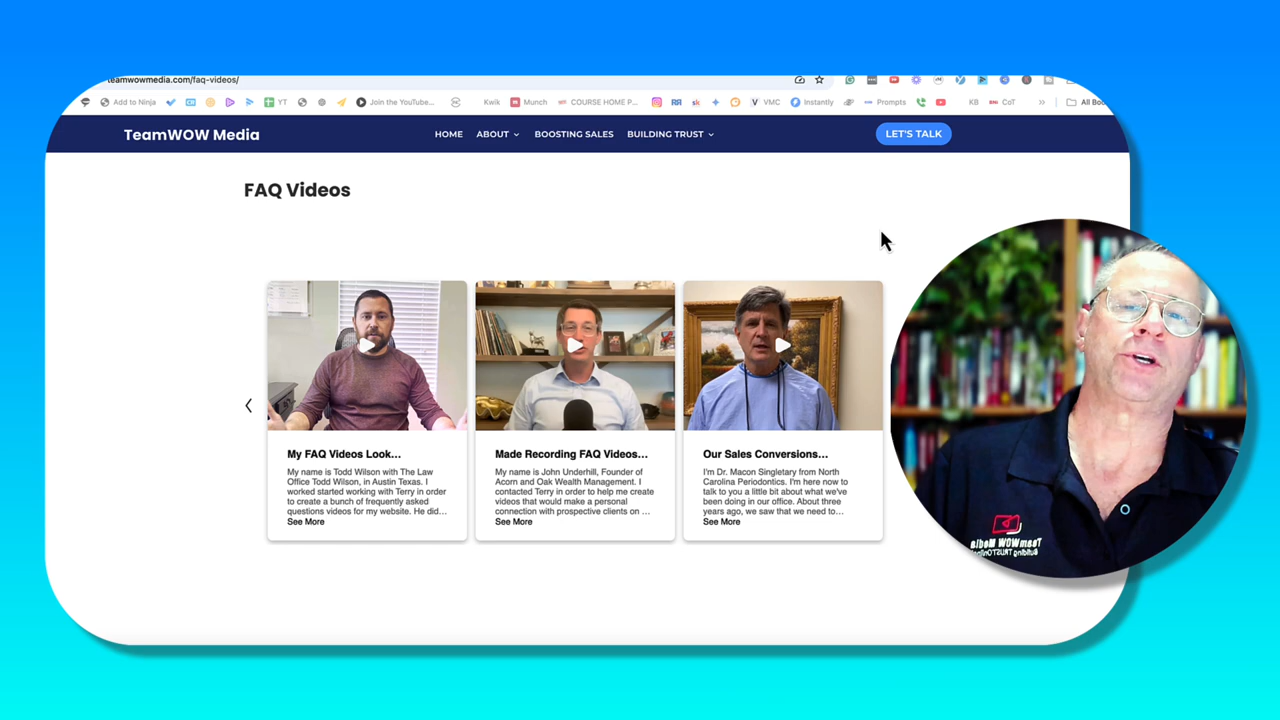 teamwowmedia.com/faq-videos/
Add to Ninja
YT
Join the YouTube...
Kwik
Munch
COURSE HOME P...
RR
sk
V VMC
Instantly
Prompts
KB
CoT
»
All Boo
TeamWOW Media
HOME
ABOUT
BOOSTING SALES
BUILDING TRUST
LET'S TALK
FAQ Videos
My FAQ Videos Look...
My name is Todd Wilson with The Law
Office Todd Wilson, in Austin Texas. I
worked started working with Terry in order
to create a bunch of frequently asked
questions videos for my website. He did...
See More
Made Recording FAQ Videos...
My name is John Underhill, Founder of
Acorn and Oak Wealth Management. I
contacted Terry in order to help me create
videos that would make a personal
connection with prospective clients on ...
See More
Our Sales Conversions...
I'm Dr. Macon Singletary from North
Carolina Periodontics. I'm here now to
talk to you a little bit about what we've
been doing in our office. About three
years ago, we saw that we need to...
See More
TeamWOW Media
Building TRUST Online